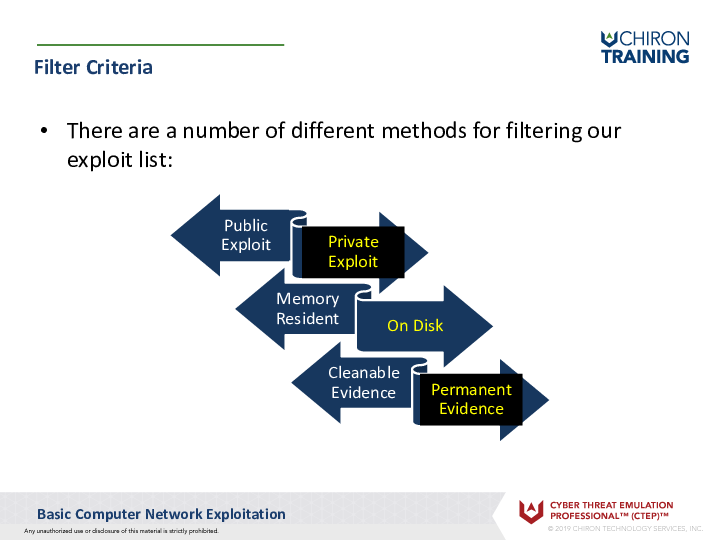 CHIRON
TRAINING
Filter Criteria
• There are a number of different methods for filtering our
exploit list:
Public
Exploit
Private
Exploit
Memory
Resident
On Disk
Cleanable
Evidence
Permanent
Evidence
Basic Computer Network Exploitation
CYBER THREAT EMULATION
PROFESSIONAL™ (CTEP)™
Any unauthorized use or disclosure of this material is strictly prohibited.
© 2019 CHIRON TECHNOLOGY SERVICES, INC.